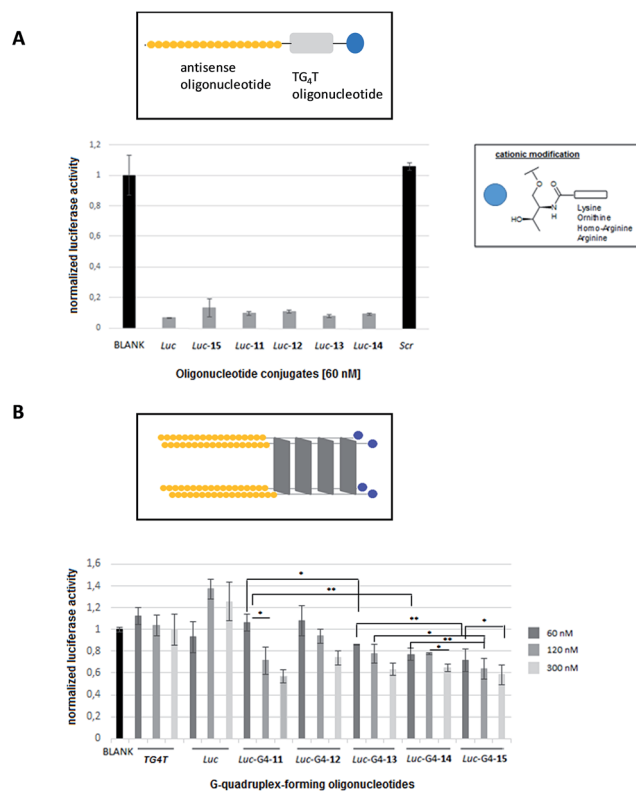 A
antisense
oligonucleotide
TG4T
oligonucleotide
normalized luciferase activity
1,2
1
0,8
0,6
0,4
0,2
0
BLANK Luc Luc-15 Luc-11 Luc-12 Luc-13 Luc-14 Scr
Oligonucleotide conjugates [60 nM]
cationic modification
O
O
N
H
HO
Lysine
Ornithine
Homo-Arginine
Arginine
B
normalized luciferase activity
1,6
1,4
1,2
1
0,8
0,6
0,4
0,2
0
* ** * ** * ** * *
60 nM
120 nM
300 nM
BLANK TG4T Luc Luc-G4-11 Luc-G4-12 Luc-G4-13 Luc-G4-14 Luc-G4-15
G-quadruplex-forming oligonucleotides